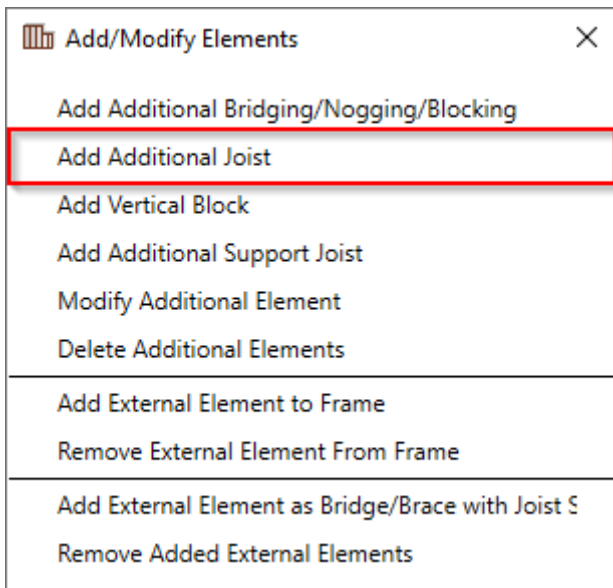 Add/Modify Elements
Add Additional Bridging/Nogging/Blocking
Add Additional Joist
Add Vertical Block
Add Additional Support Joist
Modify Additional Element
Delete Additional Elements
Add External Element to Frame
Remove External Element From Frame
Add External Element as Bridge/Brace with Joist S
Remove Added External Elements